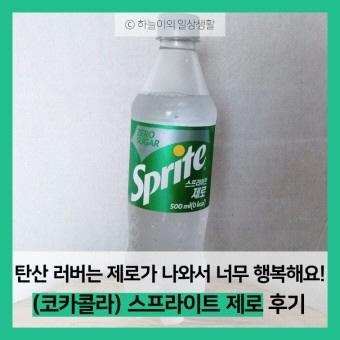 ⓒ 하늘이의 일상생활
ZERO
SUGAR
Sprite
스프라이트
제로
500 ml(0 kcal)
탄산 러버는 제로가 나와서 너무 행복해요!
(코카콜라) 스프라이트 제로 후기